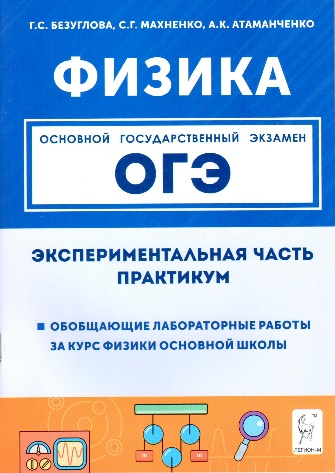 Г.С. БЕЗУГЛОВА, С.Г. МАХНЕНКО, А.К. АТАМАНЧЕНКО
ФИЗИКА
ОСНОВНОЙ ГОСУДАРСТВЕННЫЙ ЭКЗАМЕН
ОГЭ
ЭКСПЕРИМЕНТАЛЬНАЯ ЧАСТЬ
ПРАКТИКУМ
ОБОБЩАЮЩИЕ ЛАБОРАТОРНЫЕ РАБОТЫ
ЗА КУРС ФИЗИКИ ОСНОВНОЙ ШКОЛЫ
ЛЕГИОН-М